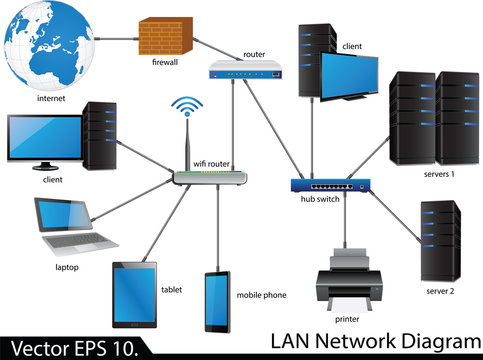 internet
firewall
router
client
servers 1
wifi router
client
hub switch
laptop
tablet
mobile phone
printer
server 2
Vector EPS 10.
LAN Network Diagram